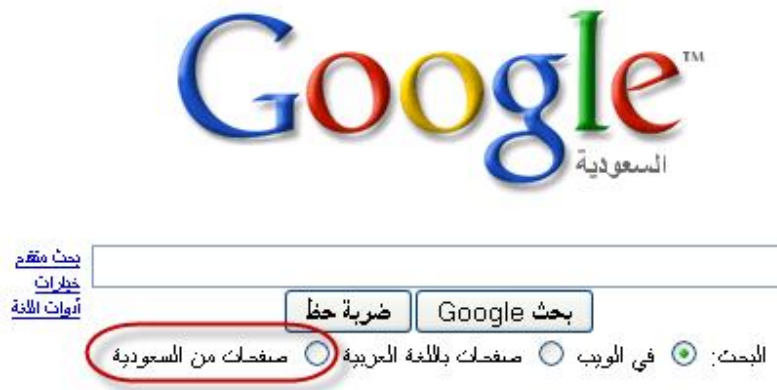 Google™
السعودية
بحث متقدم
خيارات
أدوات اللغة
بحث Google ضربة حظ
البحث: في الويب صفحات باللغة العربية صفحات من السعودية